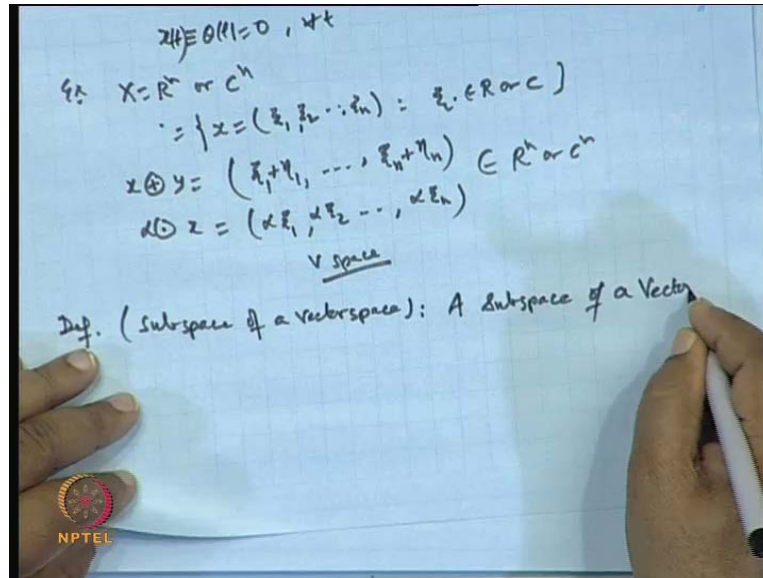 x(t) ≡ θ(t) = 0 , ∀t
Ex X = Rⁿ or Cⁿ
= { x = (ξ₁, ξ₂ .. , ξₙ) : ξᵢ ∈ R or C }
x ⊕ y = (ξ₁+η₁, ..., ξₙ+ηₙ) ∈ Rⁿ or Cⁿ
α ⊙ x = (αξ₁, αξ₂ .. , αξₙ)
V space
Def. (Subspace of a Vectorspace): A Subspace of a Vector
NPTEL